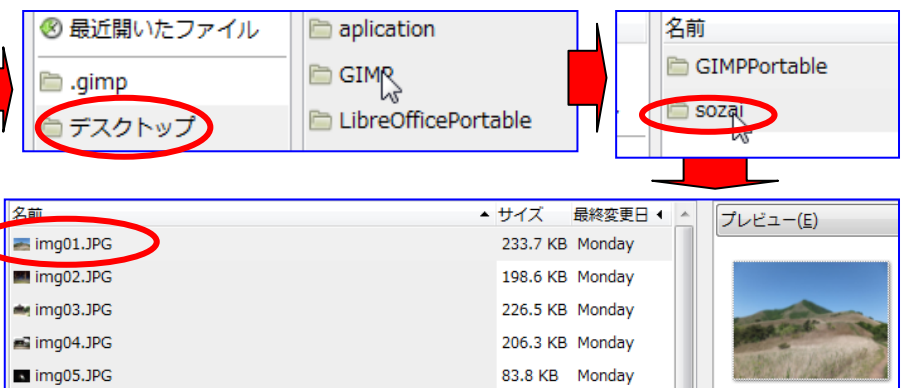 最近開いたファイル
.gimp
デスクトップ
aplication
GIMP
LibreOfficePortable
名前
GIMPPortable
sozai
名前 サイズ 最終変更日
img01.JPG 233.7 KB Monday
img02.JPG 198.6 KB Monday
img03.JPG 226.5 KB Monday
img04.JPG 206.3 KB Monday
img05.JPG 83.8 KB Monday
プレビュー(E)